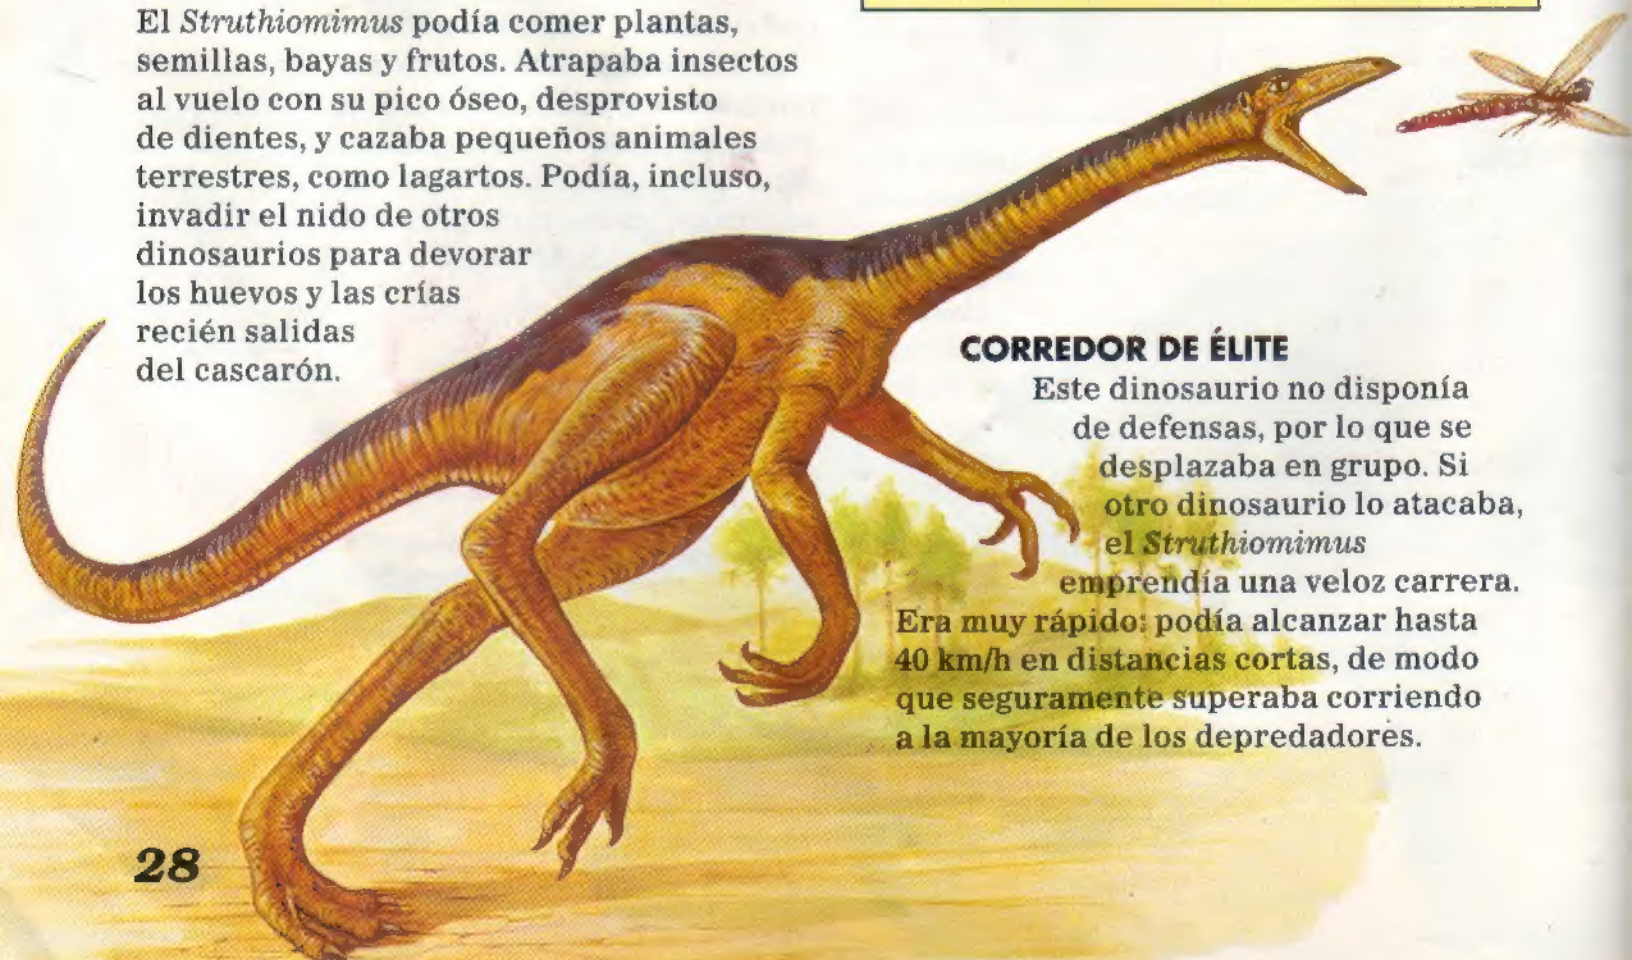 El Struthiomimus podía comer plantas,
semillas, bayas y frutos. Atrapaba insectos
al vuelo con su pico óseo, desprovisto
de dientes, y cazaba pequeños animales
terrestres, como lagartos. Podía, incluso,
invadir el nido de otros
dinosaurios para devorar
los huevos y las crías
recién salidas
del cascarón.
CORREDOR DE ÉLITE
Este dinosaurio no disponía
de defensas, por lo que se
desplazaba en grupo. Si
otro dinosaurio lo atacaba,
el Struthiomimus
emprendía una veloz carrera.
Era muy rápido: podía alcanzar hasta
40 km/h en distancias cortas, de modo
que seguramente superaba corriendo
a la mayoría de los depredadores.
28